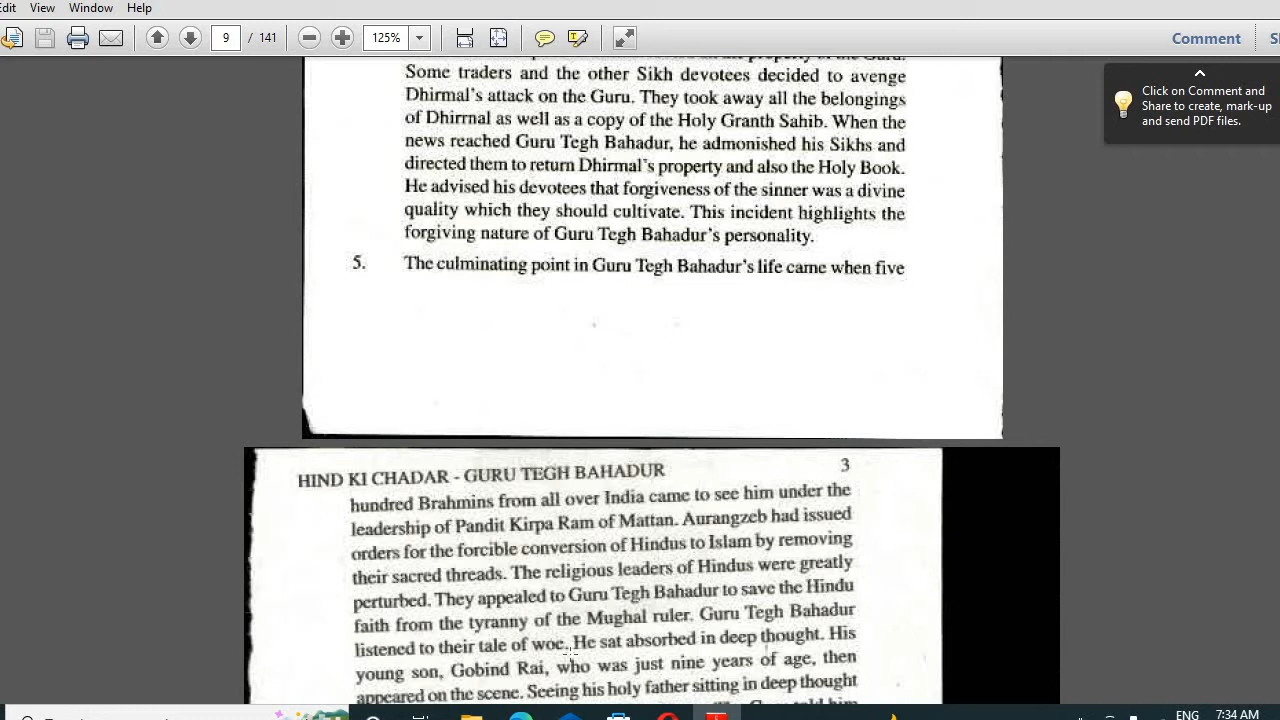 Edit View Window Help
9 / 141 125% Comment
Click on Comment and
Share to create, mark-up
and send PDF files.
Some traders and the other Sikh devotees decided to avenge
Dhirmal's attack on the Guru. They took away all the belongings
of Dhirrnal as well as a copy of the Holy Granth Sahib. When the
news reached Guru Tegh Bahadur, he admonished his Sikhs and
directed them to return Dhirmal's property and also the Holy Book.
He advised his devotees that forgiveness of the sinner was a divine
quality which they should cultivate. This incident highlights the
forgiving nature of Guru Tegh Bahadur's personality.
5. The culminating point in Guru Tegh Bahadur's life came when five
HIND KI CHADAR - GURU TEGH BAHADUR 3
hundred Brahmins from all over India came to see him under the
leadership of Pandit Kirpa Ram of Mattan. Aurangzeb had issued
orders for the forcible conversion of Hindus to Islam by removing
their sacred threads. The religious leaders of Hindus were greatly
perturbed. They appealed to Guru Tegh Bahadur to save the Hindu
faith from the tyranny of the Mughal ruler. Guru Tegh Bahadur
listened to their tale of woe. He sat absorbed in deep thought. His
young son, Gobind Rai, who was just nine years of age, then
appeared on the scene. Seeing his holy father sitting in deep thought
ENG 7:34 AM